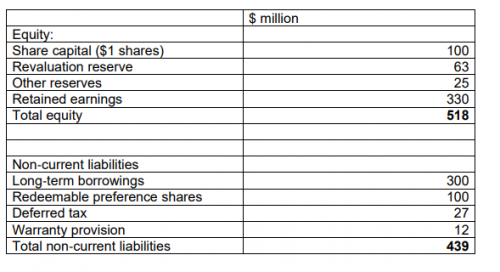 $ million
Equity:
Share capital ($1 shares) 100
Revaluation reserve 63
Other reserves 25
Retained earnings 330
Total equity 518
Non-current liabilities
Long-term borrowings 300
Redeemable preference shares 100
Deferred tax 27
Warranty provision 12
Total non-current liabilities 439